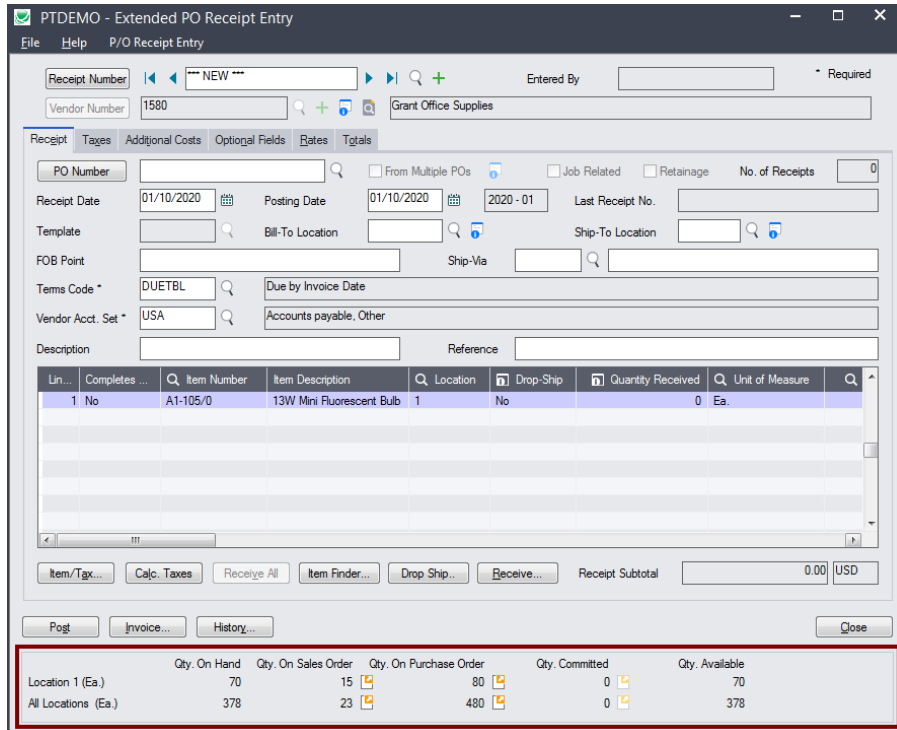 PTDEMO - Extended PO Receipt Entry
File Help P/O Receipt Entry
Receipt Number *** NEW *** Entered By * Required
Vendor Number 1580 Grant Office Supplies
Receipt Taxes Additional Costs Optional Fields Rates Totals
PO Number From Multiple POs Job Related Retainage No. of Receipts 0
Receipt Date 01/10/2020 Posting Date 01/10/2020 2020 - 01 Last Receipt No.
Template Bill-To Location Ship-To Location
FOB Point Ship-Via
Terms Code * DUETBL Due by Invoice Date
Vendor Acct. Set * USA Accounts payable, Other
Description Reference
Lin... Completes ... Item Number Item Description Location Drop-Ship Quantity Received Unit of Measure
1 No A1-105/0 13W Mini Fluorescent Bulb 1 No 0 Ea.
Item/Tax... Calc. Taxes Receive All Item Finder... Drop Ship.. Receive... Receipt Subtotal 0.00 USD
Post Invoice... History... Close
Qty. On Hand Qty. On Sales Order Qty. On Purchase Order Qty. Committed Qty. Available
Location 1 (Ea.) 70 15 80 0 70
All Locations (Ea.) 378 23 480 0 378